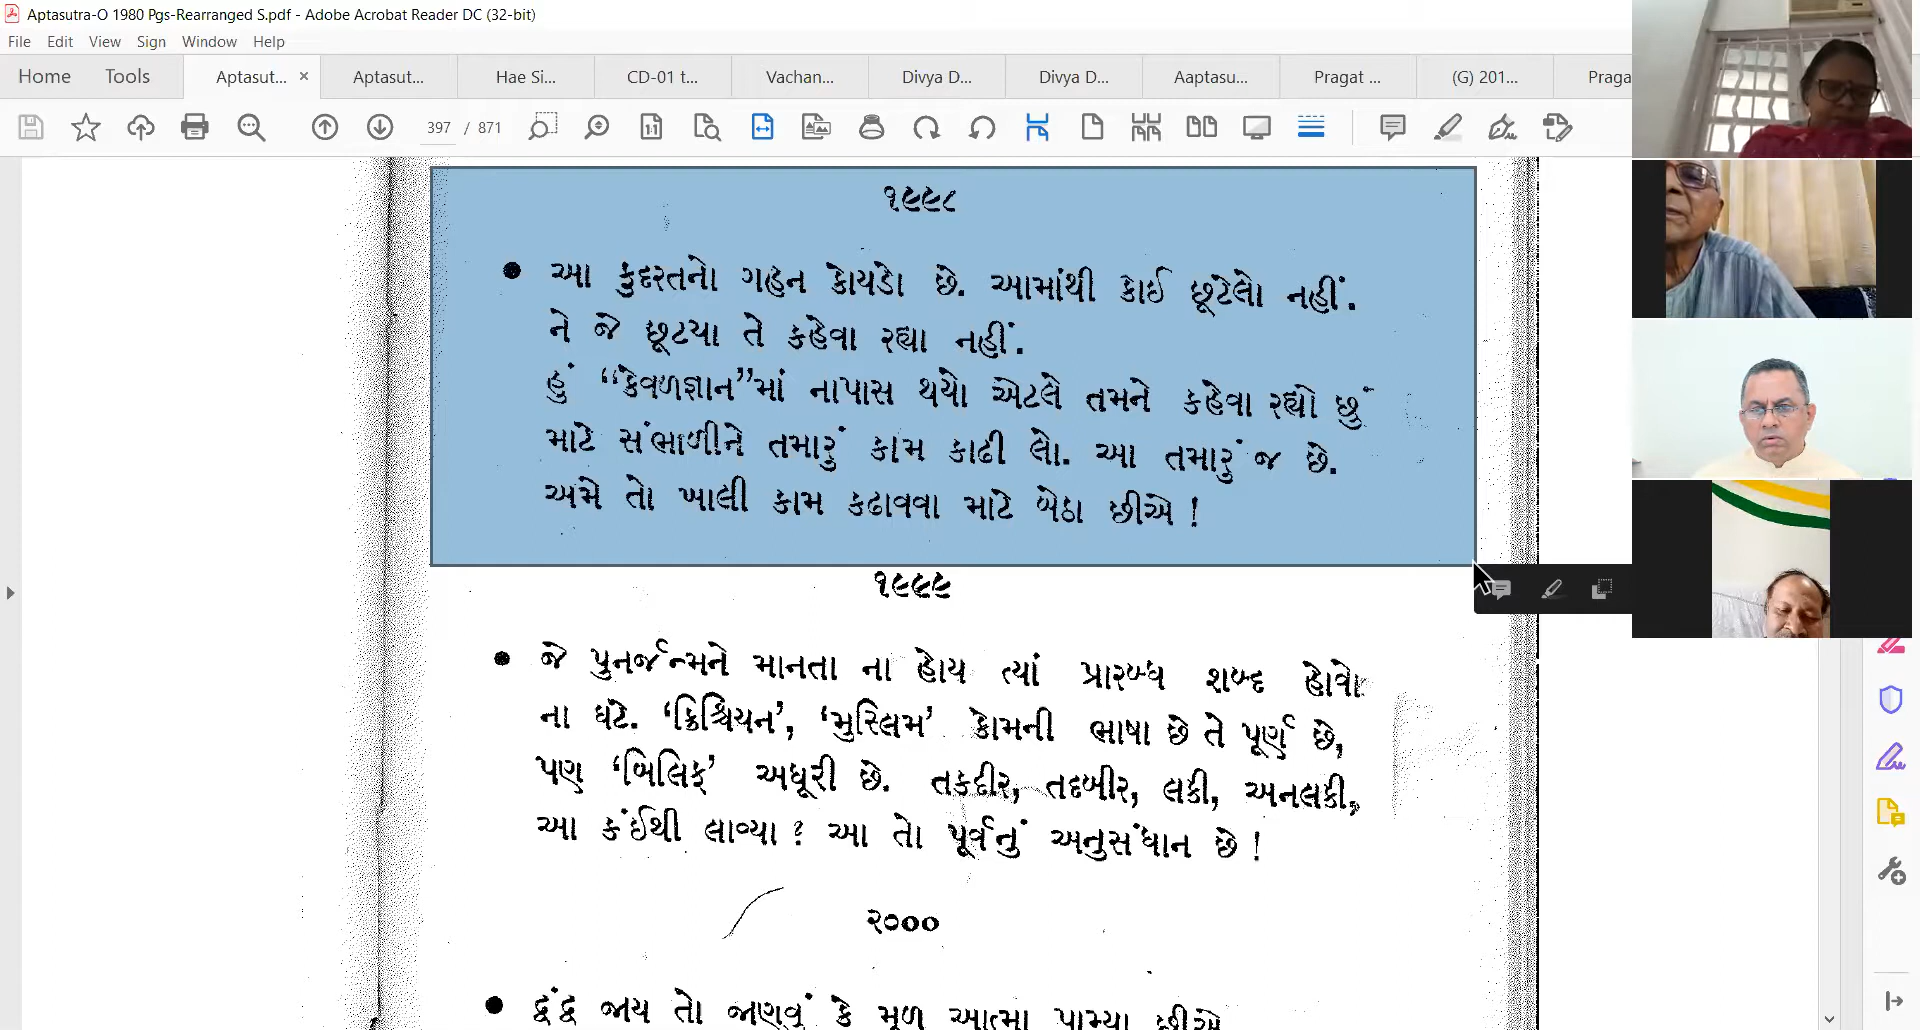 Aptasutra-O 1980 Pgs-Rearranged S.pdf - Adobe Acrobat Reader DC (32-bit)
File Edit View Sign Window Help
Home Tools Aptasut... × Aptasut... Hae Si... CD-01 t... Vachan... Divya D... Divya D... Aaptasu... Pragat ... (G) 201... Praga
397 / 871
૧૯૯૮
● આ કુદરતનો ગહન કોયડો છે. આમાંથી કોઈ છૂટેલો નહીં.
ને જે છૂટયા તે કહેવા રહ્યા નહીં.
હું “કેવળજ્ઞાન”માં નાપાસ થયો એટલે તમને કહેવા રહ્યો છું
માટે સંભાળીને તમારું કામ કાઢી લો. આ તમારું જ છે.
અમે તો ખાલી કામ કઢાવવા માટે બેઠા છીએ !
૧૯૯૯
● જે પુનર્જન્મને માનતા ના હોય ત્યાં પ્રારબ્ધ શબ્દ હોવો
ના ઘટે. ‘ક્રિશ્ચિયન’, ‘મુસ્લિમ’ કોમની ભાષા છે તે પૂર્ણ છે,
પણ ‘બિલિફ’ અધૂરી છે. તકદીર, તદબીર, લકી, અનલકી,
આ કંઈથી લાવ્યા ? આ તો પૂર્વનું અનુસંધાન છે !
૨૦૦૦
● દ્વંદ્વ જાય તો જાણવું કે મૂળ આત્મા પામ્યા છીએ